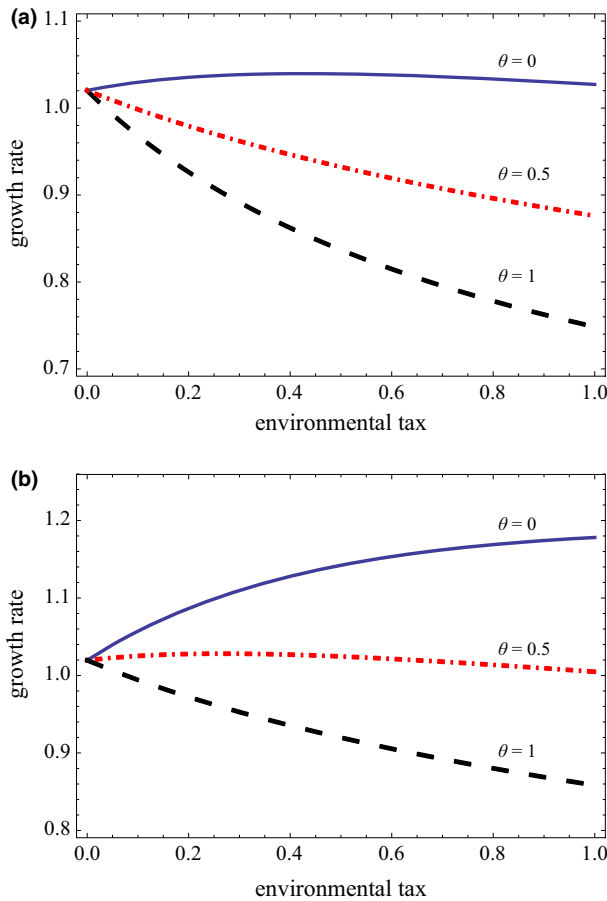 (a)
1.1
θ = 0
1.0
θ = 0.5
0.9
growth rate
θ = 1
0.8
0.7
0.0 0.2 0.4 0.6 0.8 1.0
environmental tax
(b)
1.2
θ = 0
1.1
growth rate
θ = 0.5
1.0
0.9
θ = 1
0.8
0.0 0.2 0.4 0.6 0.8 1.0
environmental tax